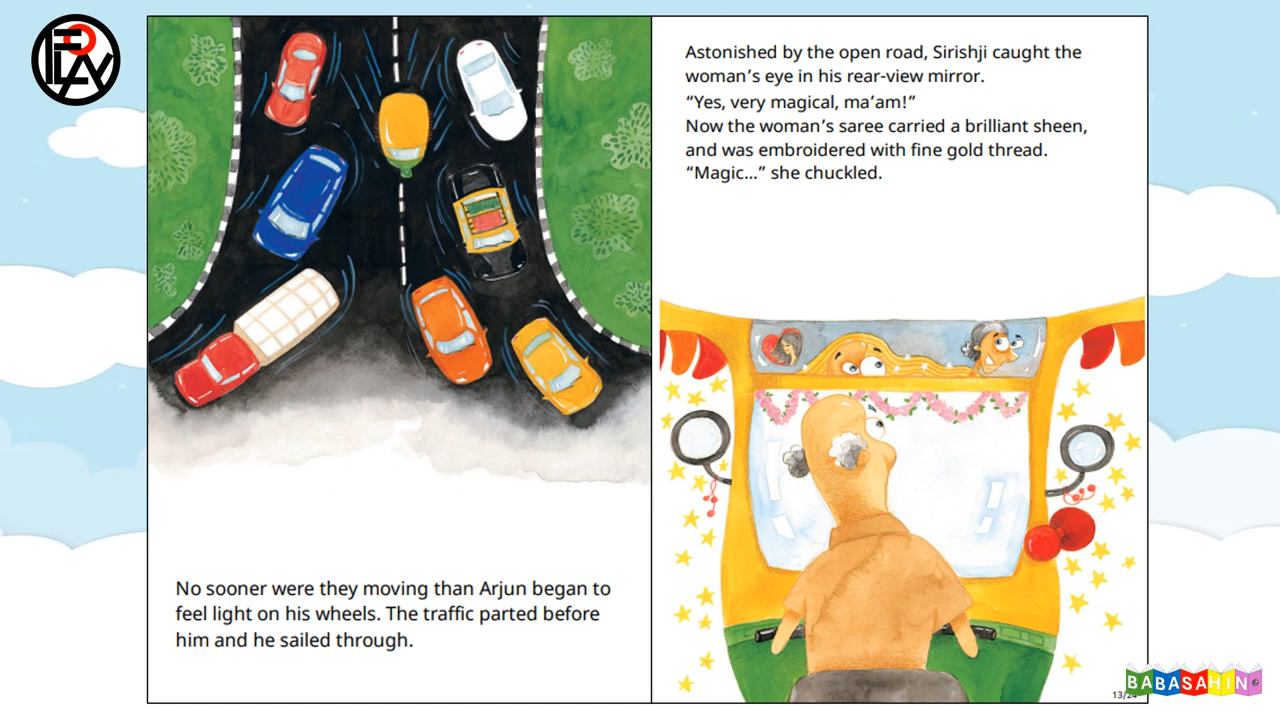 PLAY
No sooner were they moving than Arjun began to
feel light on his wheels. The traffic parted before
him and he sailed through.
Astonished by the open road, Sirishji caught the
woman’s eye in his rear-view mirror.
“Yes, very magical, ma’am!”
Now the woman’s saree carried a brilliant sheen,
and was embroidered with fine gold thread.
“Magic...” she chuckled.
BABASAHIN